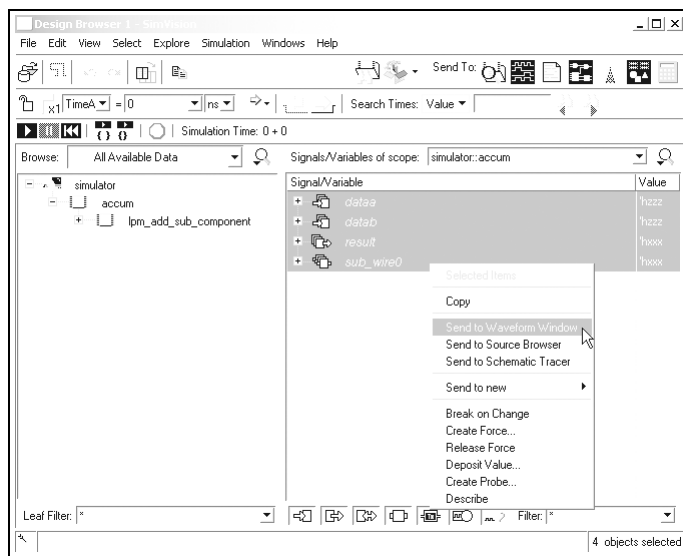 Design Browser 1 - SimVision
File Edit View Select Explore Simulation Windows Help
Send To:
TimeA = 0 ns Search Times: Value
Simulation Time: 0 + 0
Browse: All Available Data Signals/Variables of scope: simulator::accum
Signal/Variable Value
simulator
accum
lpm_add_sub_component
dataa 'hzzz
datab 'hzzz
result 'hxxx
sub_wire0 'hxxx
Selected Items
Copy
Send to Waveform Window
Send to Source Browser
Send to Schematic Tracer
Send to new
Break on Change
Create Force...
Release Force
Deposit Value...
Create Probe...
Describe
Leaf Filter: * Filter: *
4 objects selected